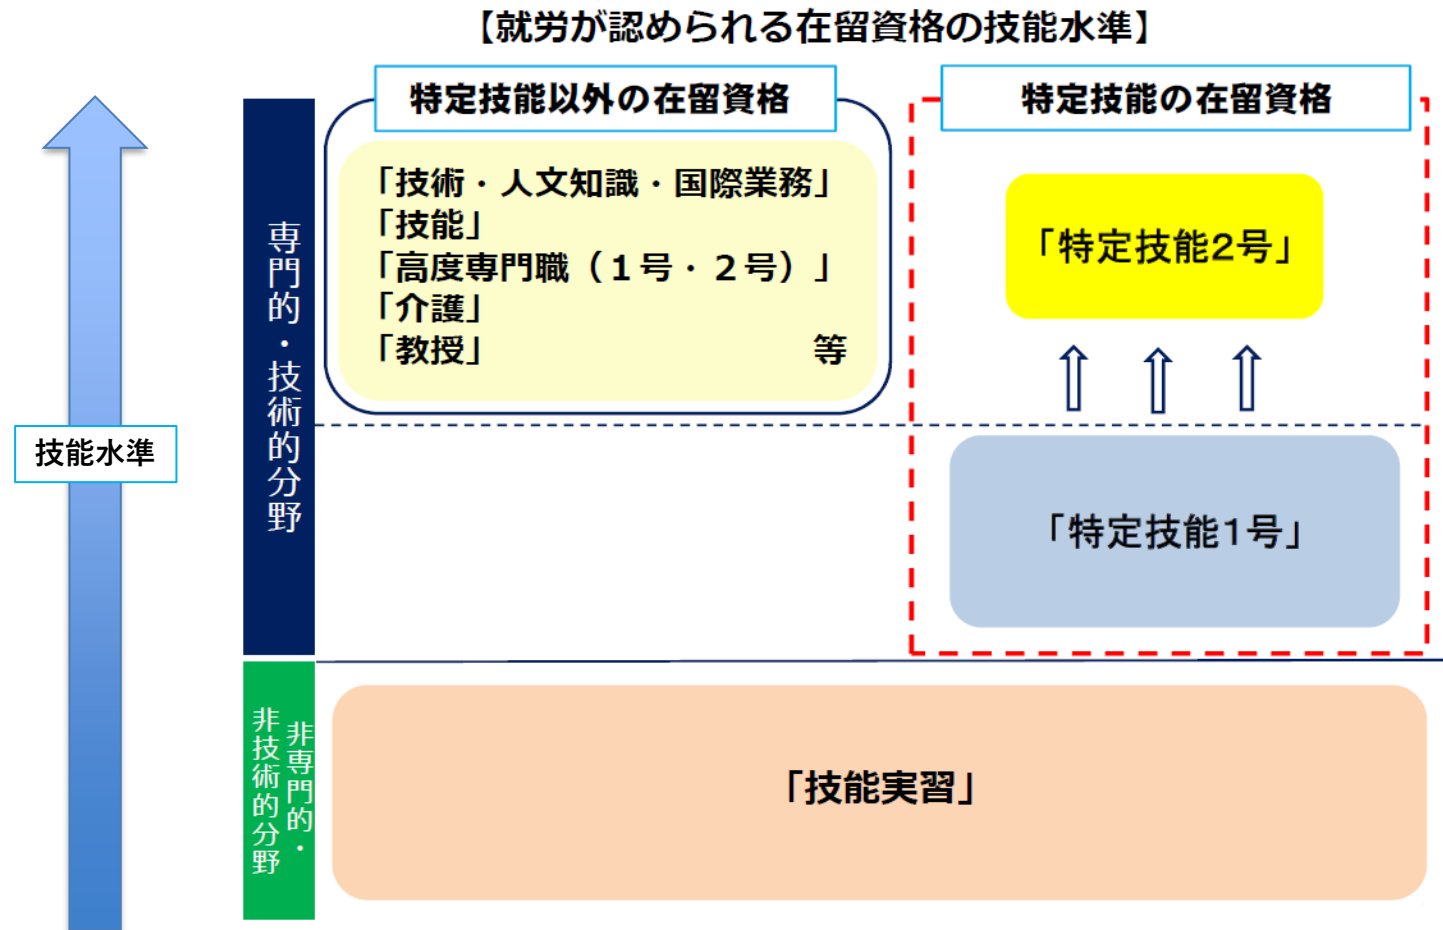 【就労が認められる在留資格の技能水準】
特定技能以外の在留資格
特定技能の在留資格
「技術・人文知識・国際業務」
「技能」
「高度専門職（１号・２号）」
「介護」
「教授」 等
「特定技能2号」
専門的・技術的分野
技能水準
「特定技能1号」
非専門的・
非技術的分野
「技能実習」